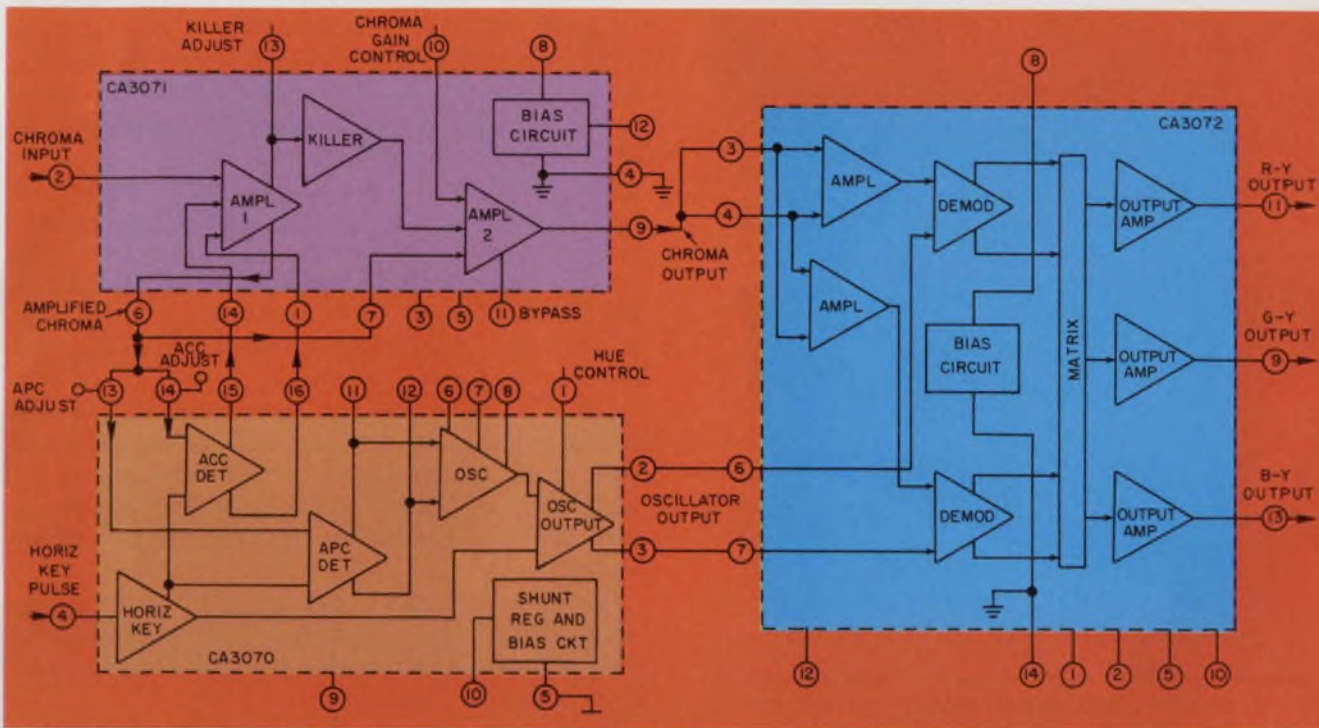 KILLER
ADJUST
13
CHROMA
GAIN
CONTROL
10
8
CA3071
BIAS
CIRCUIT
12
KILLER
4
CHROMA
INPUT
2
AMPL
1
AMPL
2
9
CHROMA
OUTPUT
AMPLIFIED
CHROMA
6
14
1
7
3
5
11
BYPASS
ACC
ADJUST
APC
ADJUST
13
14
15
16
11
12
6
7
8
1
HUE
CONTROL
ACC
DET
OSC
APC
DET
OSC
OUTPUT
2
3
OSCILLATOR
OUTPUT
HORIZ
KEY
PULSE
4
HORIZ
KEY
SHUNT
REG AND
BIAS CKT
CA3070
9
10
5
8
CA3072
3
4
AMPL
DEMOD
AMPL
BIAS
CIRCUIT
MATRIX
OUTPUT
AMP
R-Y
OUTPUT
11
OUTPUT
AMP
G-Y
OUTPUT
9
6
7
DEMOD
OUTPUT
AMP
B-Y
OUTPUT
13
12
14
1
2
5
10